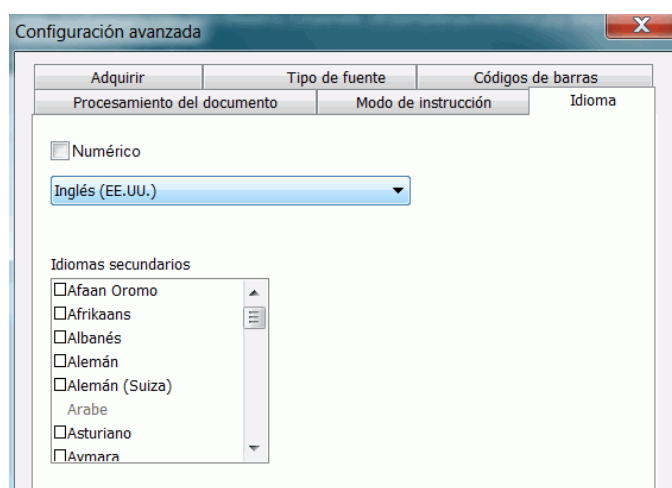 Configuración avanzada
Adquirir Tipo de fuente Códigos de barras
Procesamiento del documento Modo de instrucción Idioma
Numérico
Inglés (EE.UU.)
Idiomas secundarios
Afaan Oromo
Afrikaans
Albanés
Alemán
Alemán (Suiza)
Arabe
Asturiano
Aymara